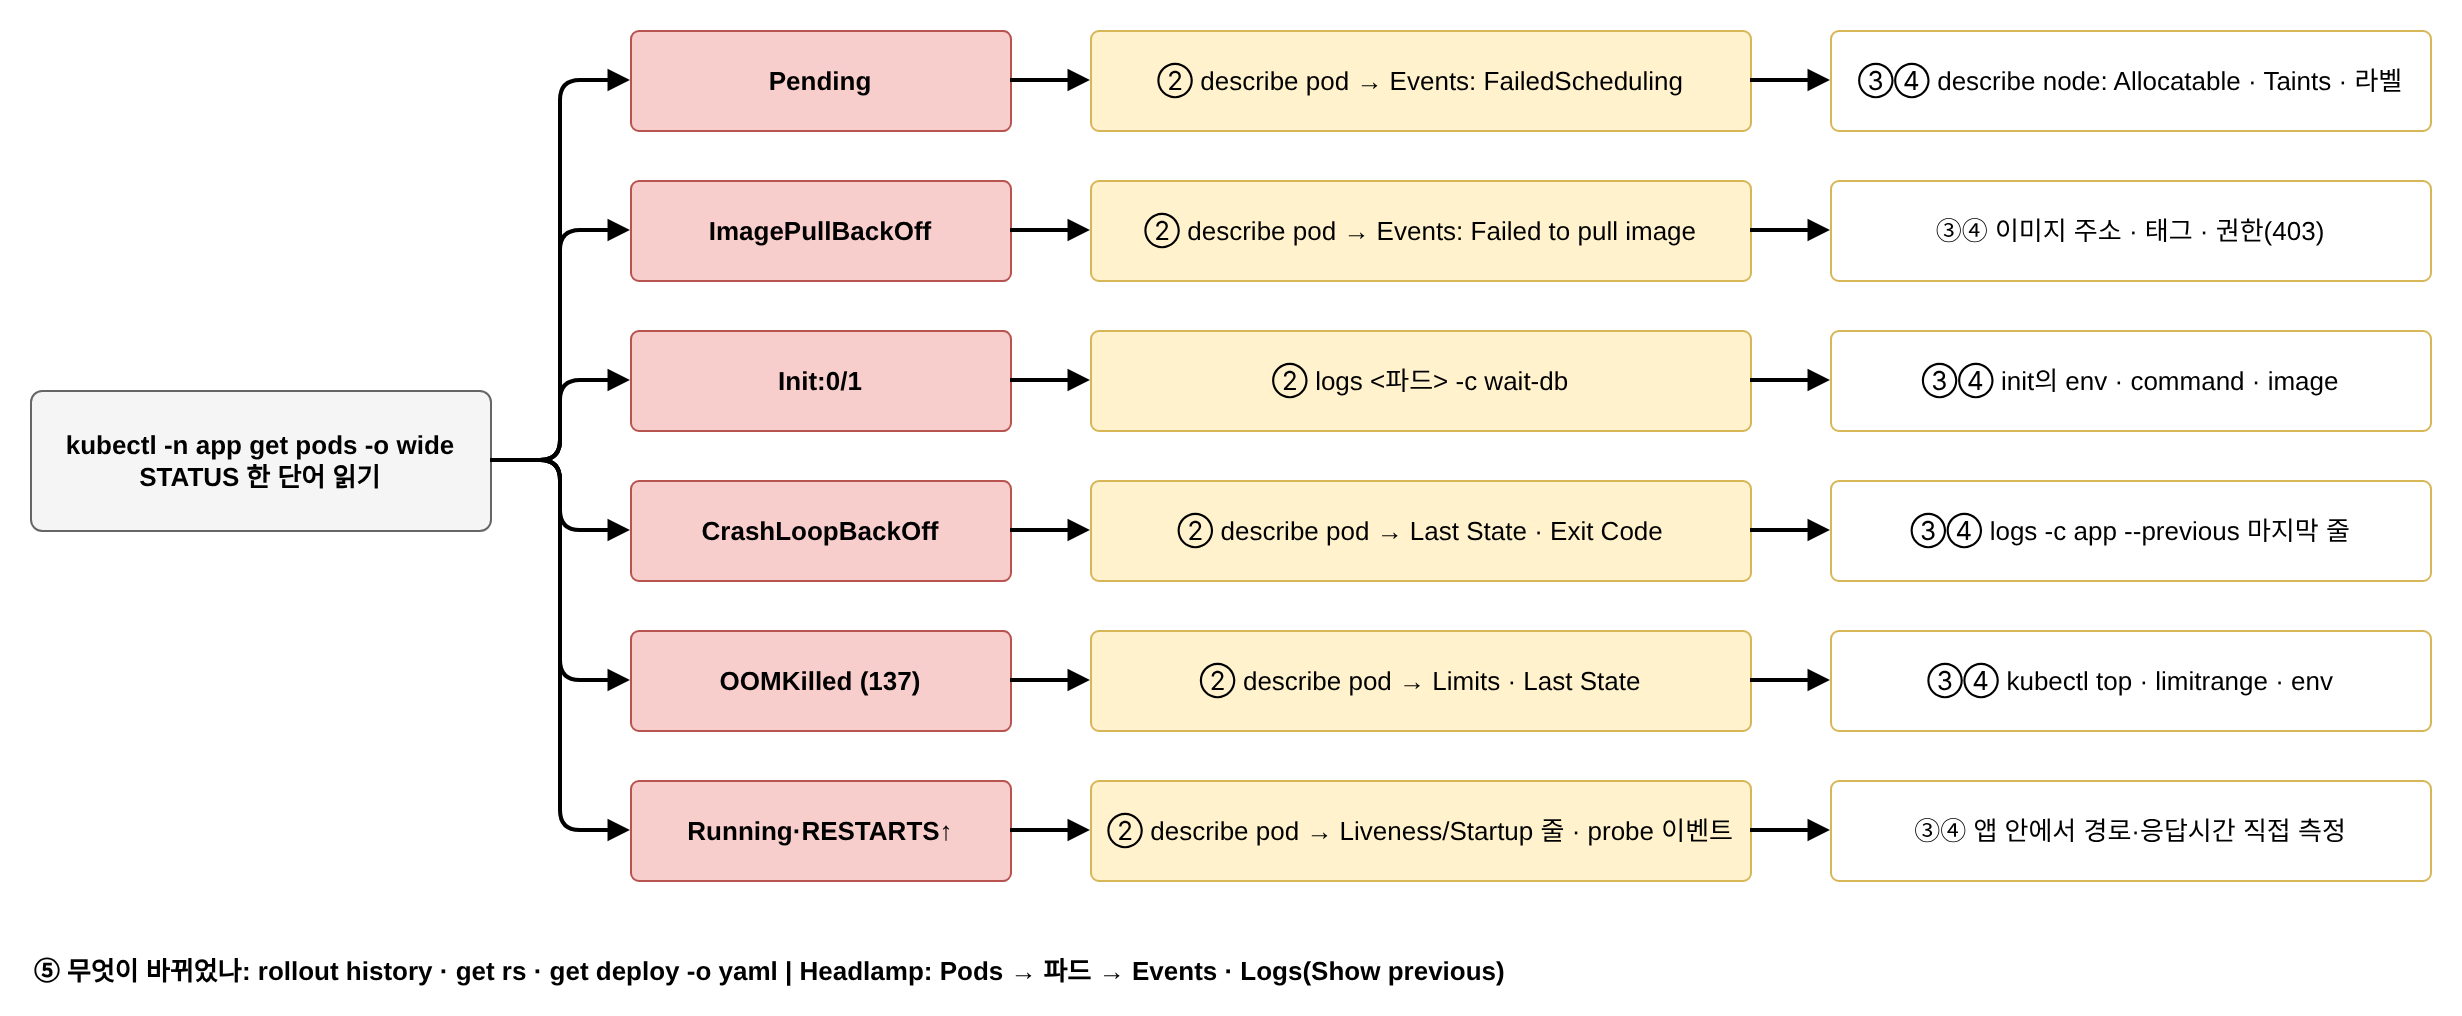 kubectl -n app get pods -o wide
STATUS 한 단어 읽기
Pending
② describe pod → Events: FailedScheduling
③④ describe node: Allocatable · Taints · 라벨
ImagePullBackOff
② describe pod → Events: Failed to pull image
③④ 이미지 주소 · 태그 · 권한(403)
Init:0/1
② logs <파드> -c wait-db
③④ init의 env · command · image
CrashLoopBackOff
② describe pod → Last State · Exit Code
③④ logs -c app --previous 마지막 줄
OOMKilled (137)
② describe pod → Limits · Last State
③④ kubectl top · limitrange · env
Running·RESTARTS↑
② describe pod → Liveness/Startup 줄 · probe 이벤트
③④ 앱 안에서 경로·응답시간 직접 측정
⑤ 무엇이 바뀌었나: rollout history · get rs · get deploy -o yaml | Headlamp: Pods → 파드 → Events · Logs(Show previous)